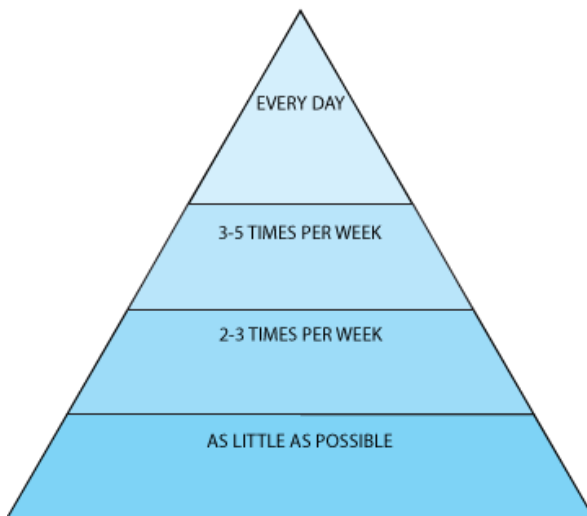 EVERY DAY
3-5 TIMES PER WEEK
2-3 TIMES PER WEEK
AS LITTLE AS POSSIBLE